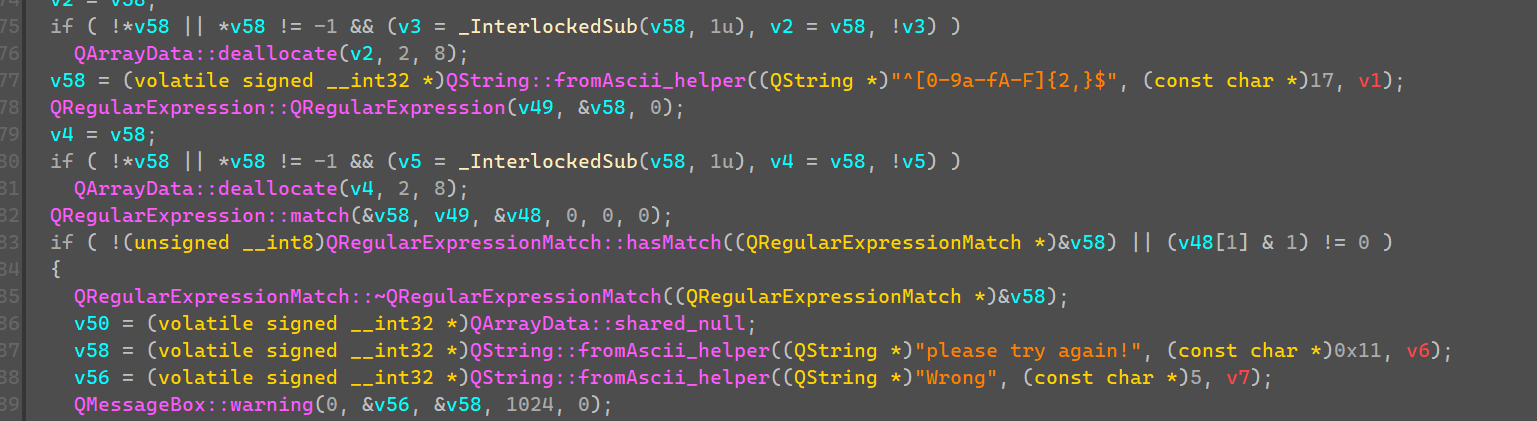 v2 = v58;
75 if ( !*v58 || *v58 != -1 && (v3 = _InterlockedSub(v58, 1u), v2 = v58, !v3) )
76 QArrayData::deallocate(v2, 2, 8);
77 v58 = (volatile signed __int32 *)QString::fromAscii_helper((QString *)"^[0-9a-fA-F]{2,}$", (const char *)17, v1);
78 QRegularExpression::QRegularExpression(v49, &v58, 0);
79 v4 = v58;
80 if ( !*v58 || *v58 != -1 && (v5 = _InterlockedSub(v58, 1u), v4 = v58, !v5) )
81 QArrayData::deallocate(v4, 2, 8);
82 QRegularExpression::match(&v58, v49, &v48, 0, 0, 0);
83 if ( !(unsigned __int8)QRegularExpressionMatch::hasMatch((QRegularExpressionMatch *)&v58) || (v48[1] & 1) != 0 )
84 {
85 QRegularExpressionMatch::~QRegularExpressionMatch((QRegularExpressionMatch *)&v58);
86 v50 = (volatile signed __int32 *)QArrayData::shared_null;
87 v58 = (volatile signed __int32 *)QString::fromAscii_helper((QString *)"please try again!", (const char *)0x11, v6);
88 v56 = (volatile signed __int32 *)QString::fromAscii_helper((QString *)"Wrong", (const char *)5, v7);
89 QMessageBox::warning(0, &v56, &v58, 1024, 0);